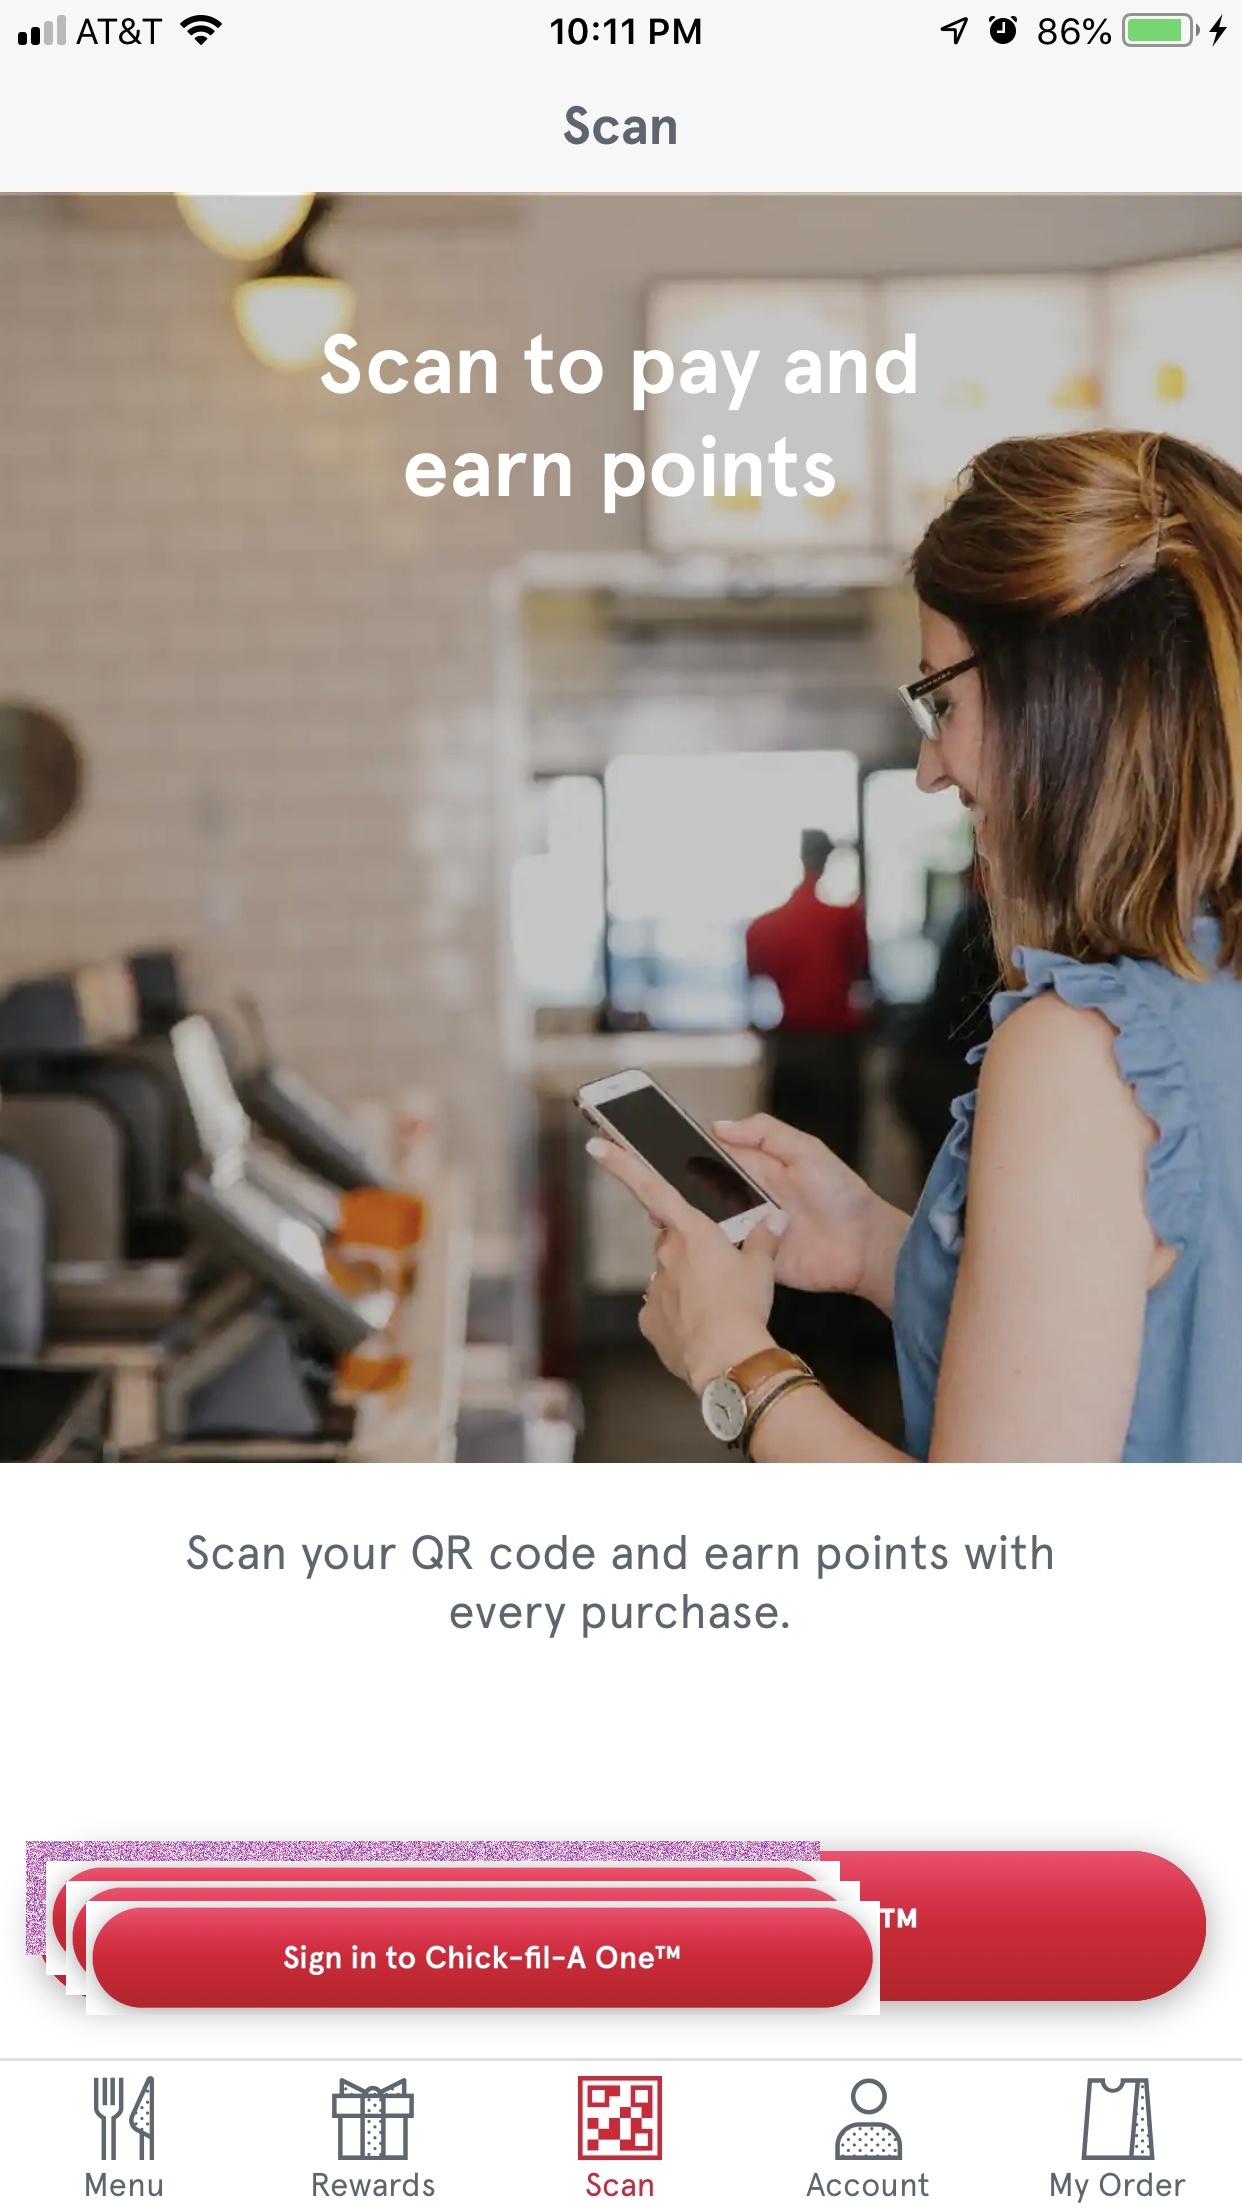 AT&T 10:11 PM 86%
Scan
Scan to pay and
earn points
Scan your QR code and earn points with
every purchase.
TM
Sign in to Chick-fil-A One™
Menu Rewards Scan Account My Order